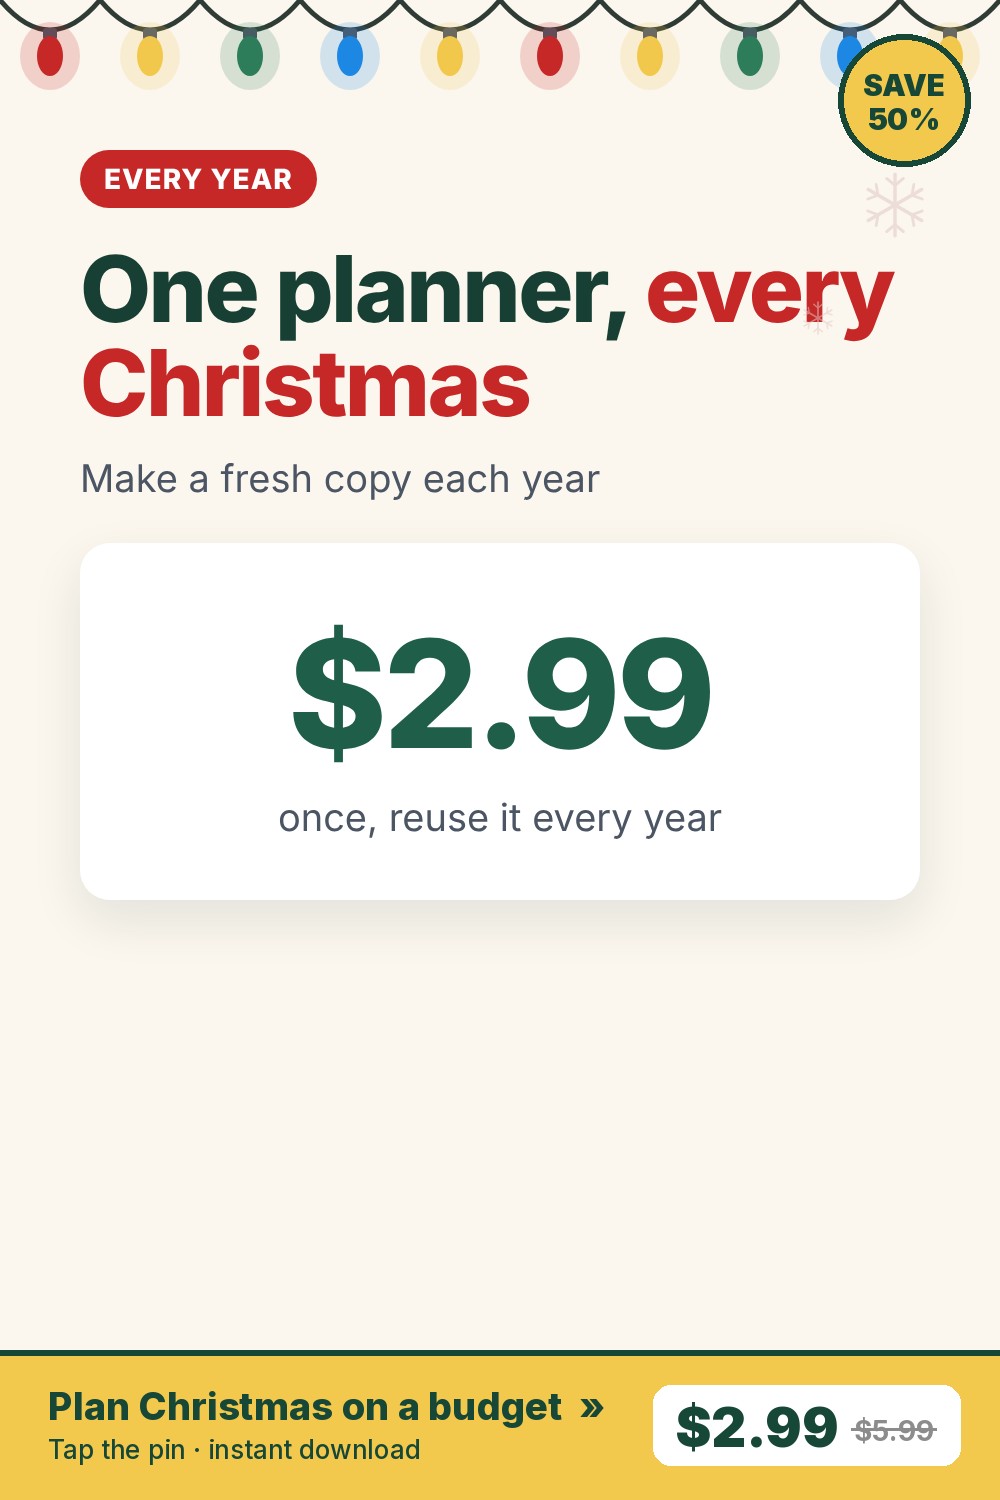 SAVE
50%
EVERY YEAR
One planner, every
Christmas
Make a fresh copy each year
$2.99
once, reuse it every year
Plan Christmas on a budget »
Tap the pin · instant download
$2.99 $5.99